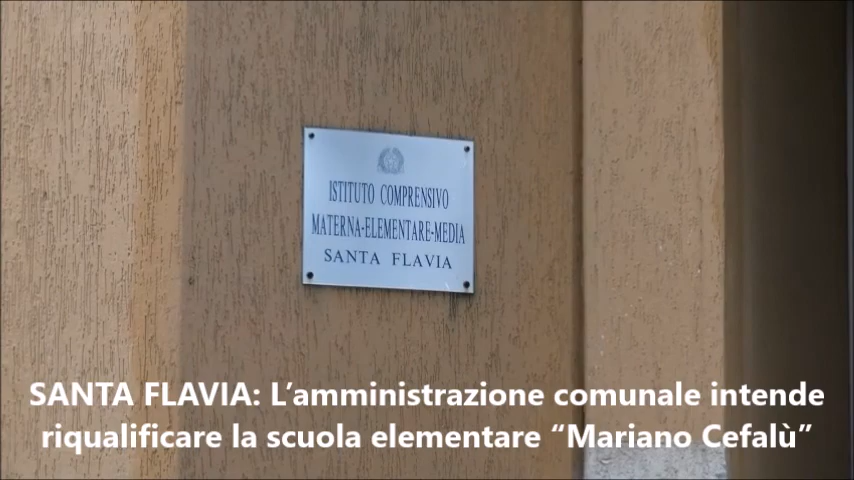 ISTITUTO COMPRENSIVO
MATERNA-ELEMENTARE-MEDIA
SANTA FLAVIA
SANTA FLAVIA: L’amministrazione comunale intende
riqualificare la scuola elementare “Mariano Cefalù”